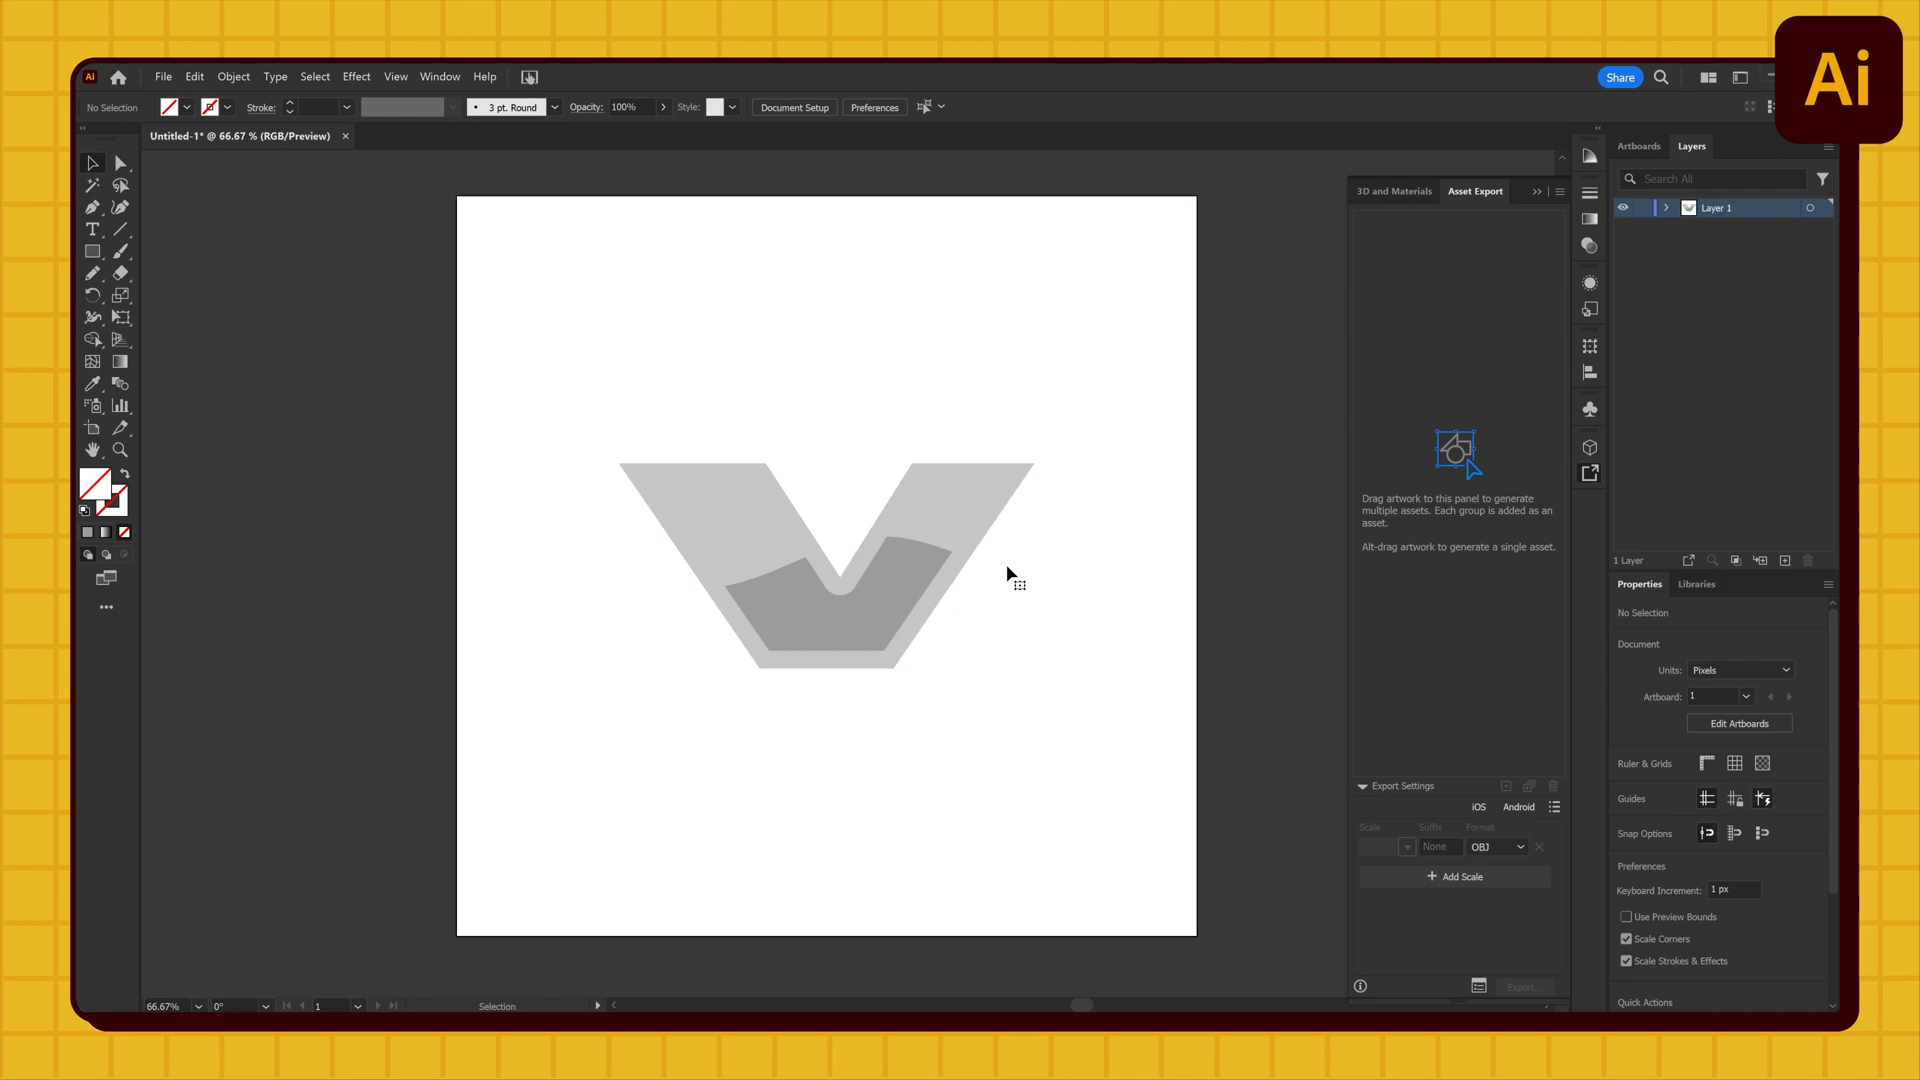 Ai
Ai File Edit Object Type Select Effect View Window Help Share
No Selection Stroke: 3 pt. Round Opacity: 100% Style: Document Setup Preferences
Untitled-1* @ 66.67 % (RGB/Preview)
Artboards Layers
Search All
3D and Materials Asset Export
Layer 1
Drag artwork to this panel to generate
multiple assets. Each group is added as an
asset.
Alt-drag artwork to generate a single asset.
1 Layer
Properties Libraries
No Selection
Document
Units: Pixels
Artboard: 1
Edit Artboards
Ruler & Grids
Guides
Snap Options
Preferences
Keyboard Increment: 1 px
Use Preview Bounds
Scale Corners
Scale Strokes & Effects
Quick Actions
Export Settings
iOS Android
Scale Suffix Format
None OBJ
+ Add Scale
Export...
66.67% 0° 1 Selection